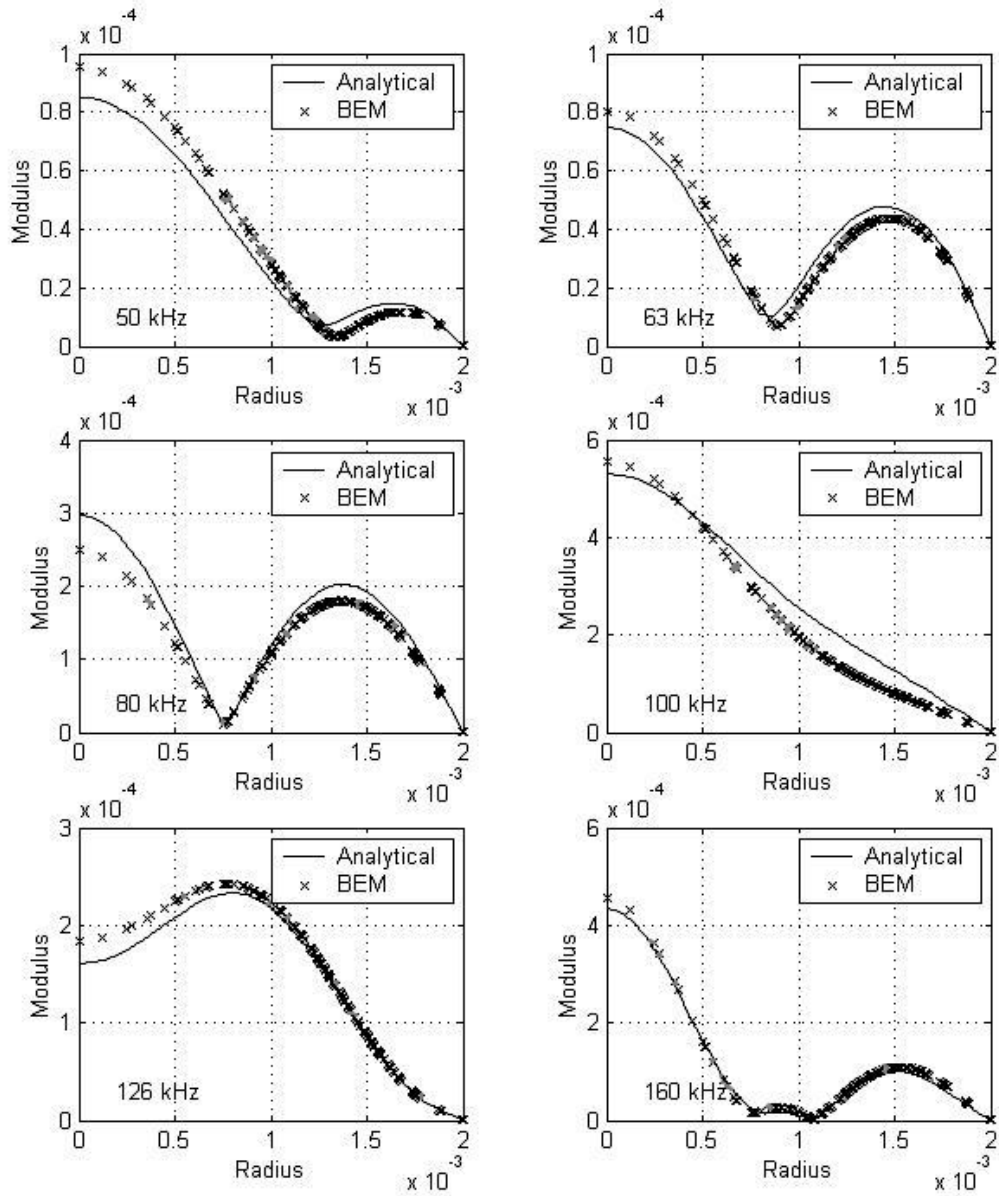 x 10-4
1
0.8
0.6
0.4
0.2
0
Modulus
Analytical
BEM
50 kHz
0 0.5 1 1.5 2
Radius
x 10-3
x 10-4
1
0.8
0.6
0.4
0.2
0
Modulus
Analytical
BEM
63 kHz
0 0.5 1 1.5 2
Radius
x 10-3
x 10-4
4
3
2
1
0
Modulus
Analytical
BEM
80 kHz
0 0.5 1 1.5 2
Radius
x 10-3
x 10-4
6
4
2
0
Modulus
Analytical
BEM
100 kHz
0 0.5 1 1.5 2
Radius
x 10-3
x 10-4
3
2
1
0
Modulus
Analytical
BEM
126 kHz
0 0.5 1 1.5 2
Radius
x 10-3
x 10-4
6
4
2
0
Modulus
Analytical
BEM
160 kHz
0 0.5 1 1.5 2
Radius
x 10-3